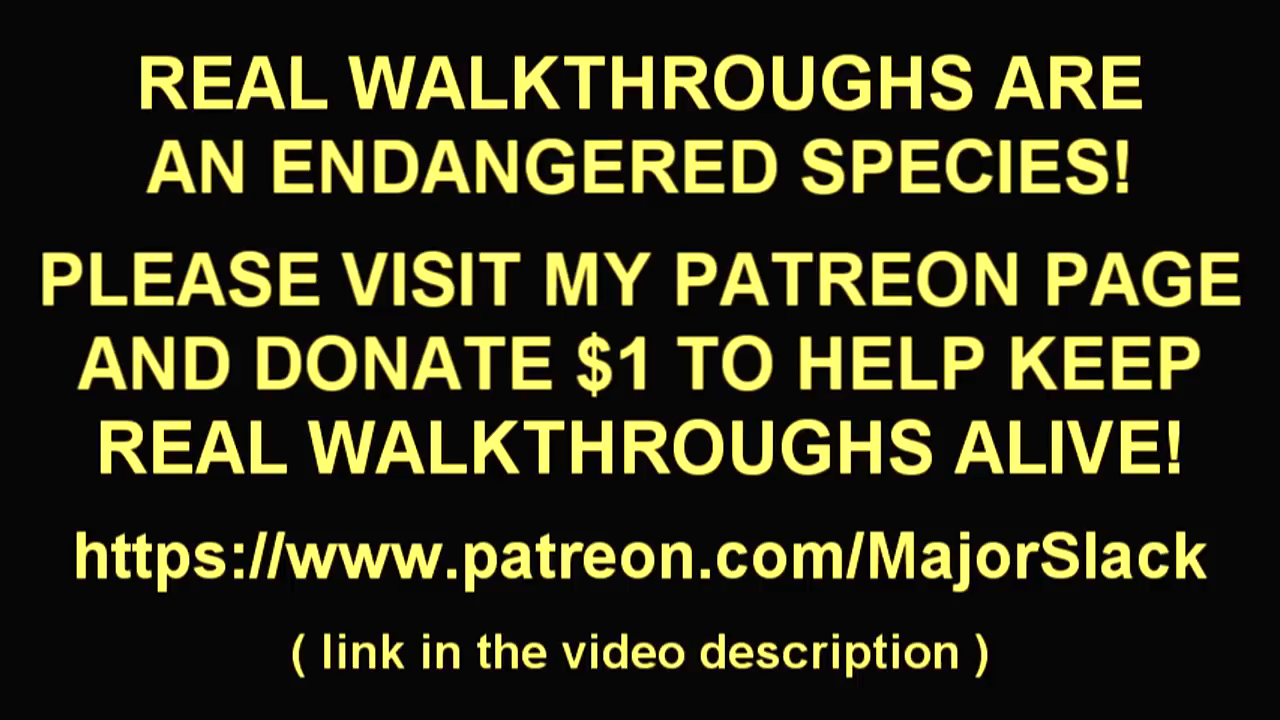 REAL WALKTHROUGHS ARE
AN ENDANGERED SPECIES!
PLEASE VISIT MY PATREON PAGE
AND DONATE $1 TO HELP KEEP
REAL WALKTHROUGHS ALIVE!
https://www.patreon.com/MajorSlack
( link in the video description )